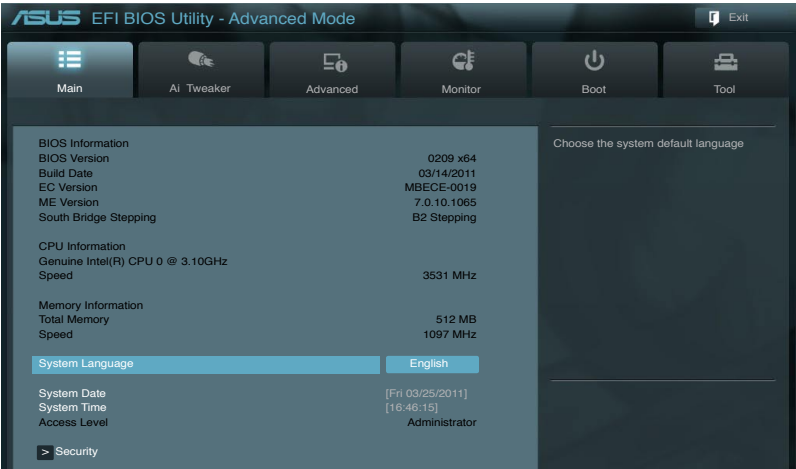 ASUS EFI BIOS Utility - Advanced Mode
Exit
Main Ai Tweaker Advanced Monitor Boot Tool
BIOS Information
BIOS Version 0209 x64
Build Date 03/14/2011
EC Version MBECE-0019
ME Version 7.0.10.1065
South Bridge Stepping B2 Stepping
CPU Information
Genuine Intel(R) CPU 0 @ 3.10GHz
Speed 3531 MHz
Memory Information
Total Memory 512 MB
Speed 1097 MHz
System Language English
System Date [Fri 03/25/2011]
System Time [16:46:15]
Access Level Administrator
> Security
Choose the system default language